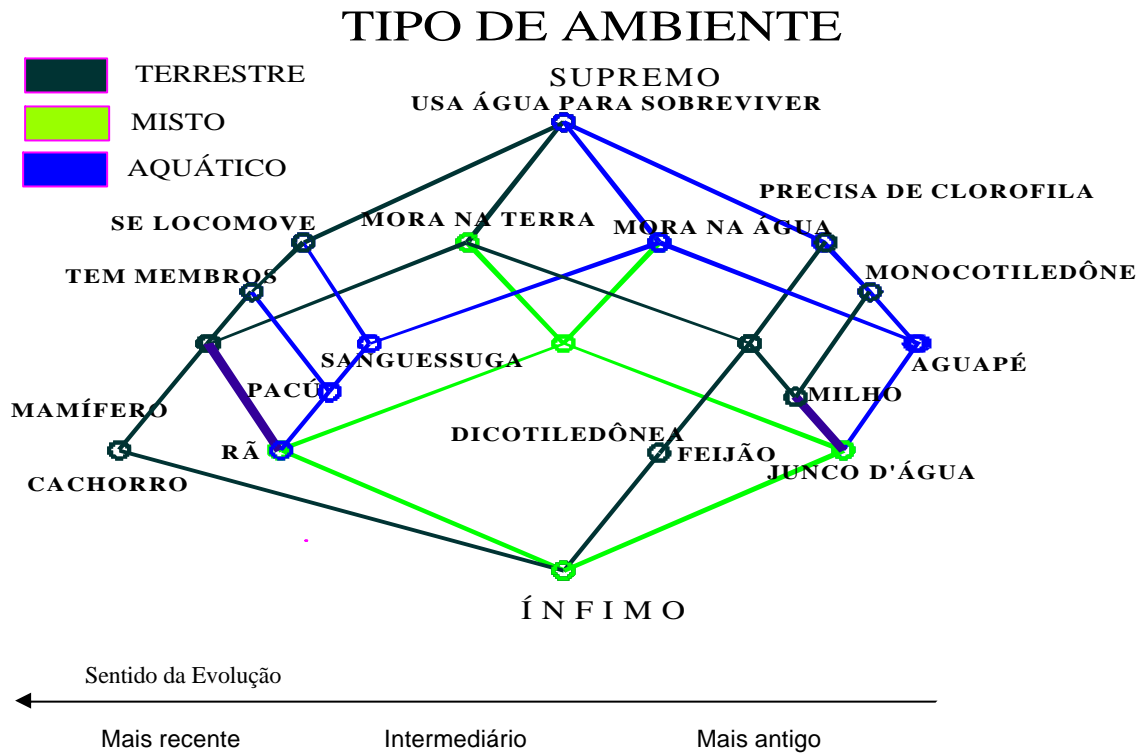 TIPO DE AMBIENTE
TERRESTRE
MISTO
AQUÁTICO
SUPREMO
USA ÁGUA PARA SOBREVIVER
PRECISA DE CLOROFILA
SE LOCOMOVE
MORA NA TERRA
MORA NA ÁGUA
TEM MEMBROS
MONOCOTILEDÔNE
SANGUESSUGA
AGUAPÉ
PACÚ
MILHO
MAMÍFERO
DICOTILEDÔNEA
RÃ
FEIJÃO
JUNCO D'ÁGUA
CACHORRO
ÍNFIMO
Sentido da Evolução
Mais recente
Intermediário
Mais antigo